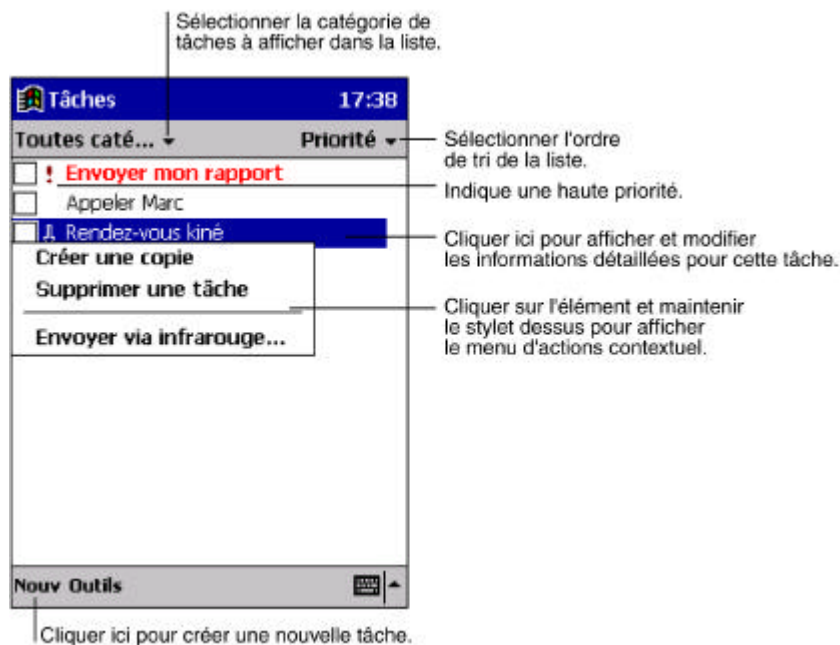 Sélectionner la catégorie de
tâches à afficher dans la liste.
Tâches 17:38
Toutes caté... Priorité
Sélectionner l'ordre
de tri de la liste.
! Envoyer mon rapport
Indique une haute priorité.
Appeler Marc
Rendez-vous kiné
Cliquer ici pour afficher et modifier
les informations détaillées pour cette tâche.
Créer une copie
Supprimer une tâche
Envoyer via infrarouge...
Cliquer sur l'élément et maintenir
le stylet dessus pour afficher
le menu d'actions contextuel.
Nouv Outils
Cliquer ici pour créer une nouvelle tâche.